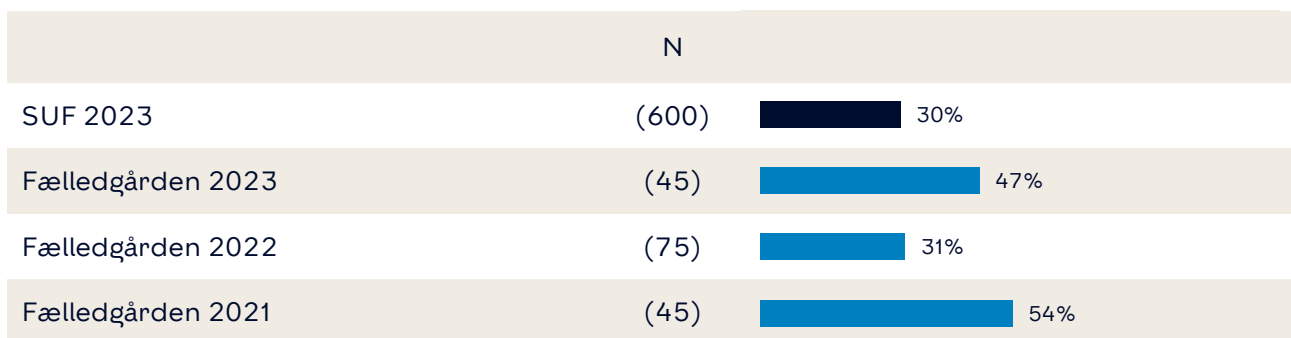 N
SUF 2023 (600) 30%
Fælledgården 2023 (45) 47%
Fælledgården 2022 (75) 31%
Fælledgården 2021 (45) 54%